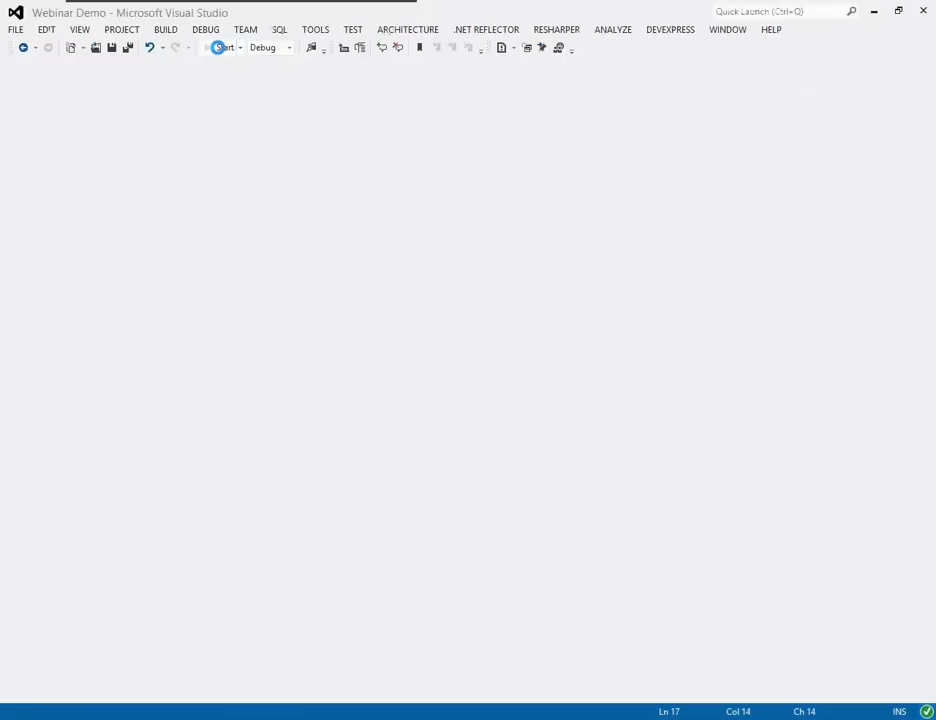 Webinar Demo - Microsoft Visual Studio
Quick Launch (Ctrl+Q)
FILE EDIT VIEW PROJECT BUILD DEBUG TEAM SQL TOOLS TEST ARCHITECTURE .NET REFLECTOR RESHARPER ANALYZE DEVEXPRESS WINDOW HELP
Start Debug
Ln 17 Col 14 Ch 14 INS